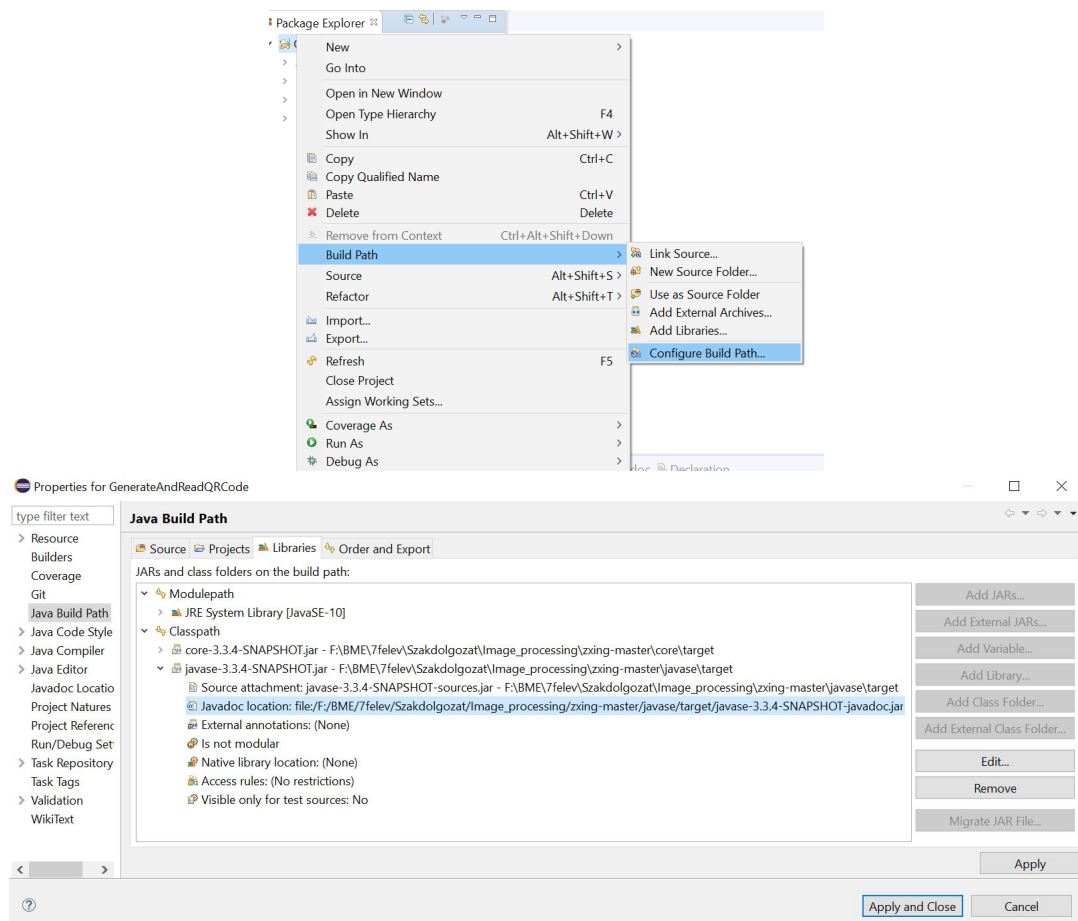 Package Explorer
New
Go Into
Open in New Window
Open Type Hierarchy F4
Show In Alt+Shift+W >
Copy Ctrl+C
Copy Qualified Name
Paste Ctrl+V
Delete Delete
Remove from Context Ctrl+Alt+Shift+Down
Build Path
Source Alt+Shift+S >
Refactor Alt+Shift+T >
Import...
Export...
Refresh F5
Close Project
Assign Working Sets...
Coverage As
Run As
Debug As
Link Source...
New Source Folder...
Use as Source Folder
Add External Archives...
Add Libraries...
Configure Build Path...
Declaration
Properties for GenerateAndReadQRCode
type filter text
Resource
Builders
Coverage
Git
Java Build Path
Java Code Style
Java Compiler
Java Editor
Javadoc Locatio
Project Natures
Project Referenc
Run/Debug Set
Task Repository
Task Tags
Validation
WikiText
Java Build Path
Source Projects Libraries Order and Export
JARs and class folders on the build path:
Modulepath
JRE System Library [JavaSE-10]
Classpath
core-3.3.4-SNAPSHOT.jar - F:\BME\7felev\Szakdolgozat\Image_processing\zxing-master\core\target
javase-3.3.4-SNAPSHOT.jar - F:\BME\7felev\Szakdolgozat\Image_processing\zxing-master\javase\target
Source attachment: javase-3.3.4-SNAPSHOT-sources.jar - F:\BME\7felev\Szakdolgozat\Image_processing\zxing-master\javase\target
Javadoc location: file:/F:/BME/7felev/Szakdolgozat/Image_processing/zxing-master/javase/target/javase-3.3.4-SNAPSHOT-javadoc.jar
External annotations: (None)
Is not modular
Native library location: (None)
Access rules: (No restrictions)
Visible only for test sources: No
Add JARs...
Add External JARs...
Add Variable...
Add Library...
Add Class Folder...
Add External Class Folder...
Edit...
Remove
Migrate JAR File...
Apply
Apply and Close
Cancel